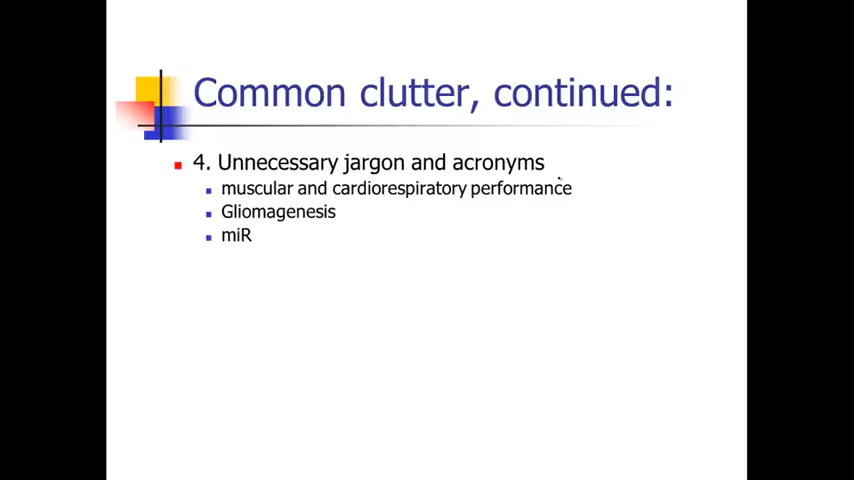 Common clutter, continued:
4. Unnecessary jargon and acronyms
muscular and cardiorespiratory performance
Gliomagenesis
miR